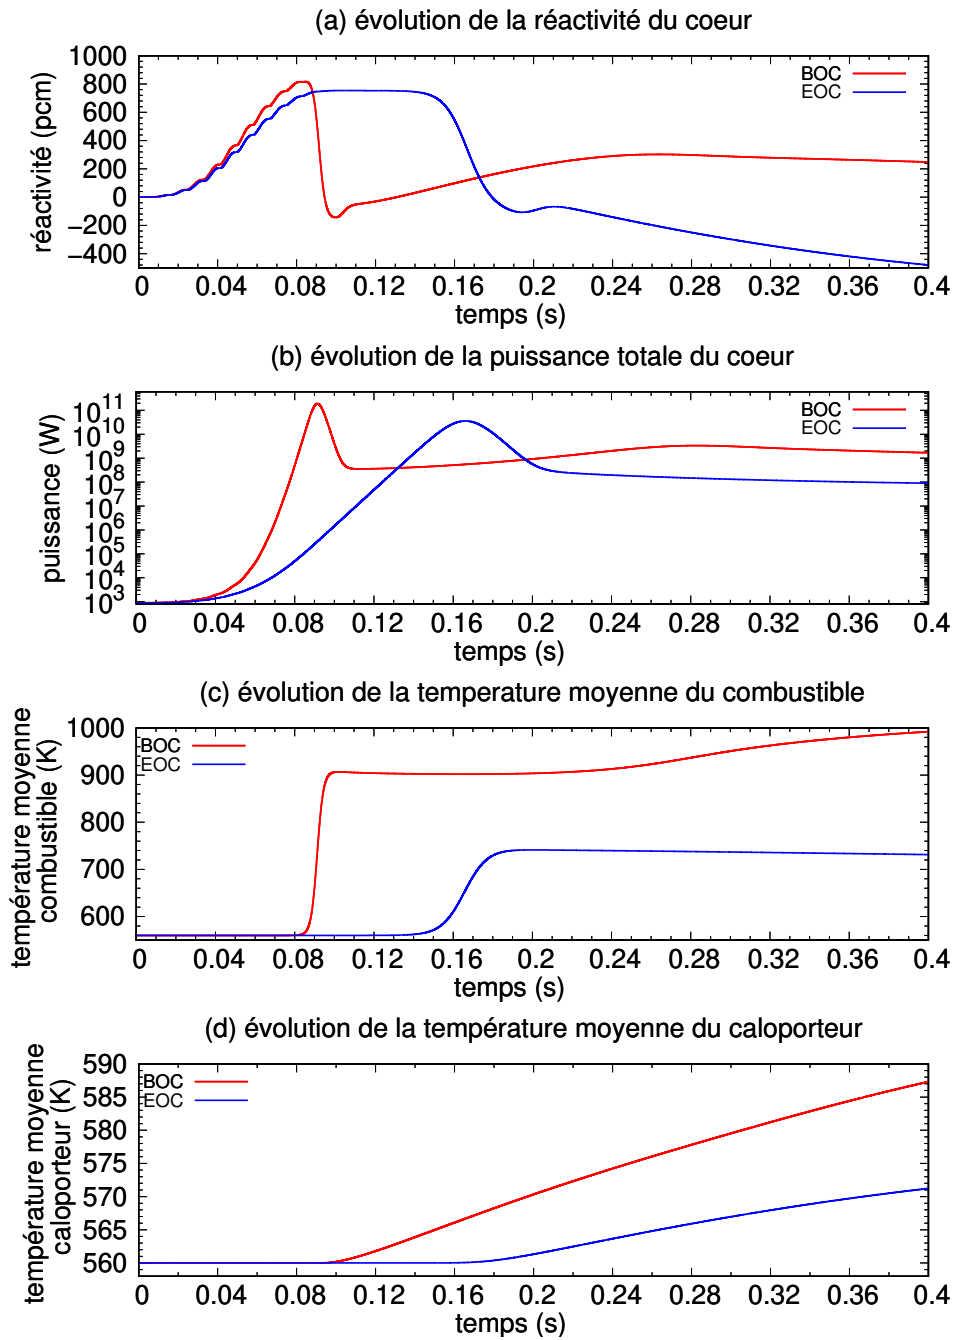 (a) évolution de la réactivité du coeur
réactivité (pcm)
1000
800
600
400
200
0
−200
−400
BOC
EOC
0 0.04 0.08 0.12 0.16 0.2 0.24 0.28 0.32 0.36 0.4
temps (s)
(b) évolution de la puissance totale du coeur
puissance (W)
10^11
10^10
10^9
10^8
10^7
10^6
10^5
10^4
10^3
BOC
EOC
0 0.04 0.08 0.12 0.16 0.2 0.24 0.28 0.32 0.36 0.4
temps (s)
(c) évolution de la temperature moyenne du combustible
température moyenne
combustible (K)
1000
900
800
700
600
BOC
EOC
0 0.04 0.08 0.12 0.16 0.2 0.24 0.28 0.32 0.36 0.4
temps (s)
(d) évolution de la température moyenne du caloporteur
température moyenne
caloporteur (K)
590
585
580
575
570
565
560
BOC
EOC
0 0.04 0.08 0.12 0.16 0.2 0.24 0.28 0.32 0.36 0.4
temps (s)